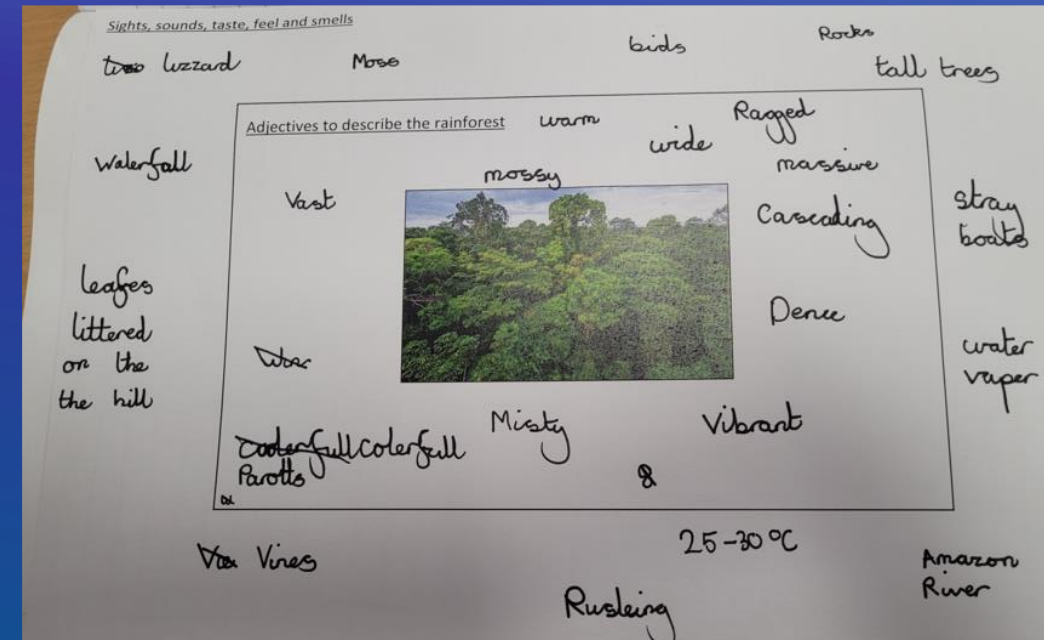 Sights, sounds, taste, feel and smells
luzzard
Moss
bids
Rocks
tall trees
Adjectives to describe the rainforest
warm
wide
Ragged
massive
mossy
Waterfall
Vast
Cascading
stray
boats
leafes
littered
on the
the hill
Dence
water
vaper
Misty
Vibrant
colerfull
Parotts
&
Vines
25-30°C
Amazon
River
Rusleing